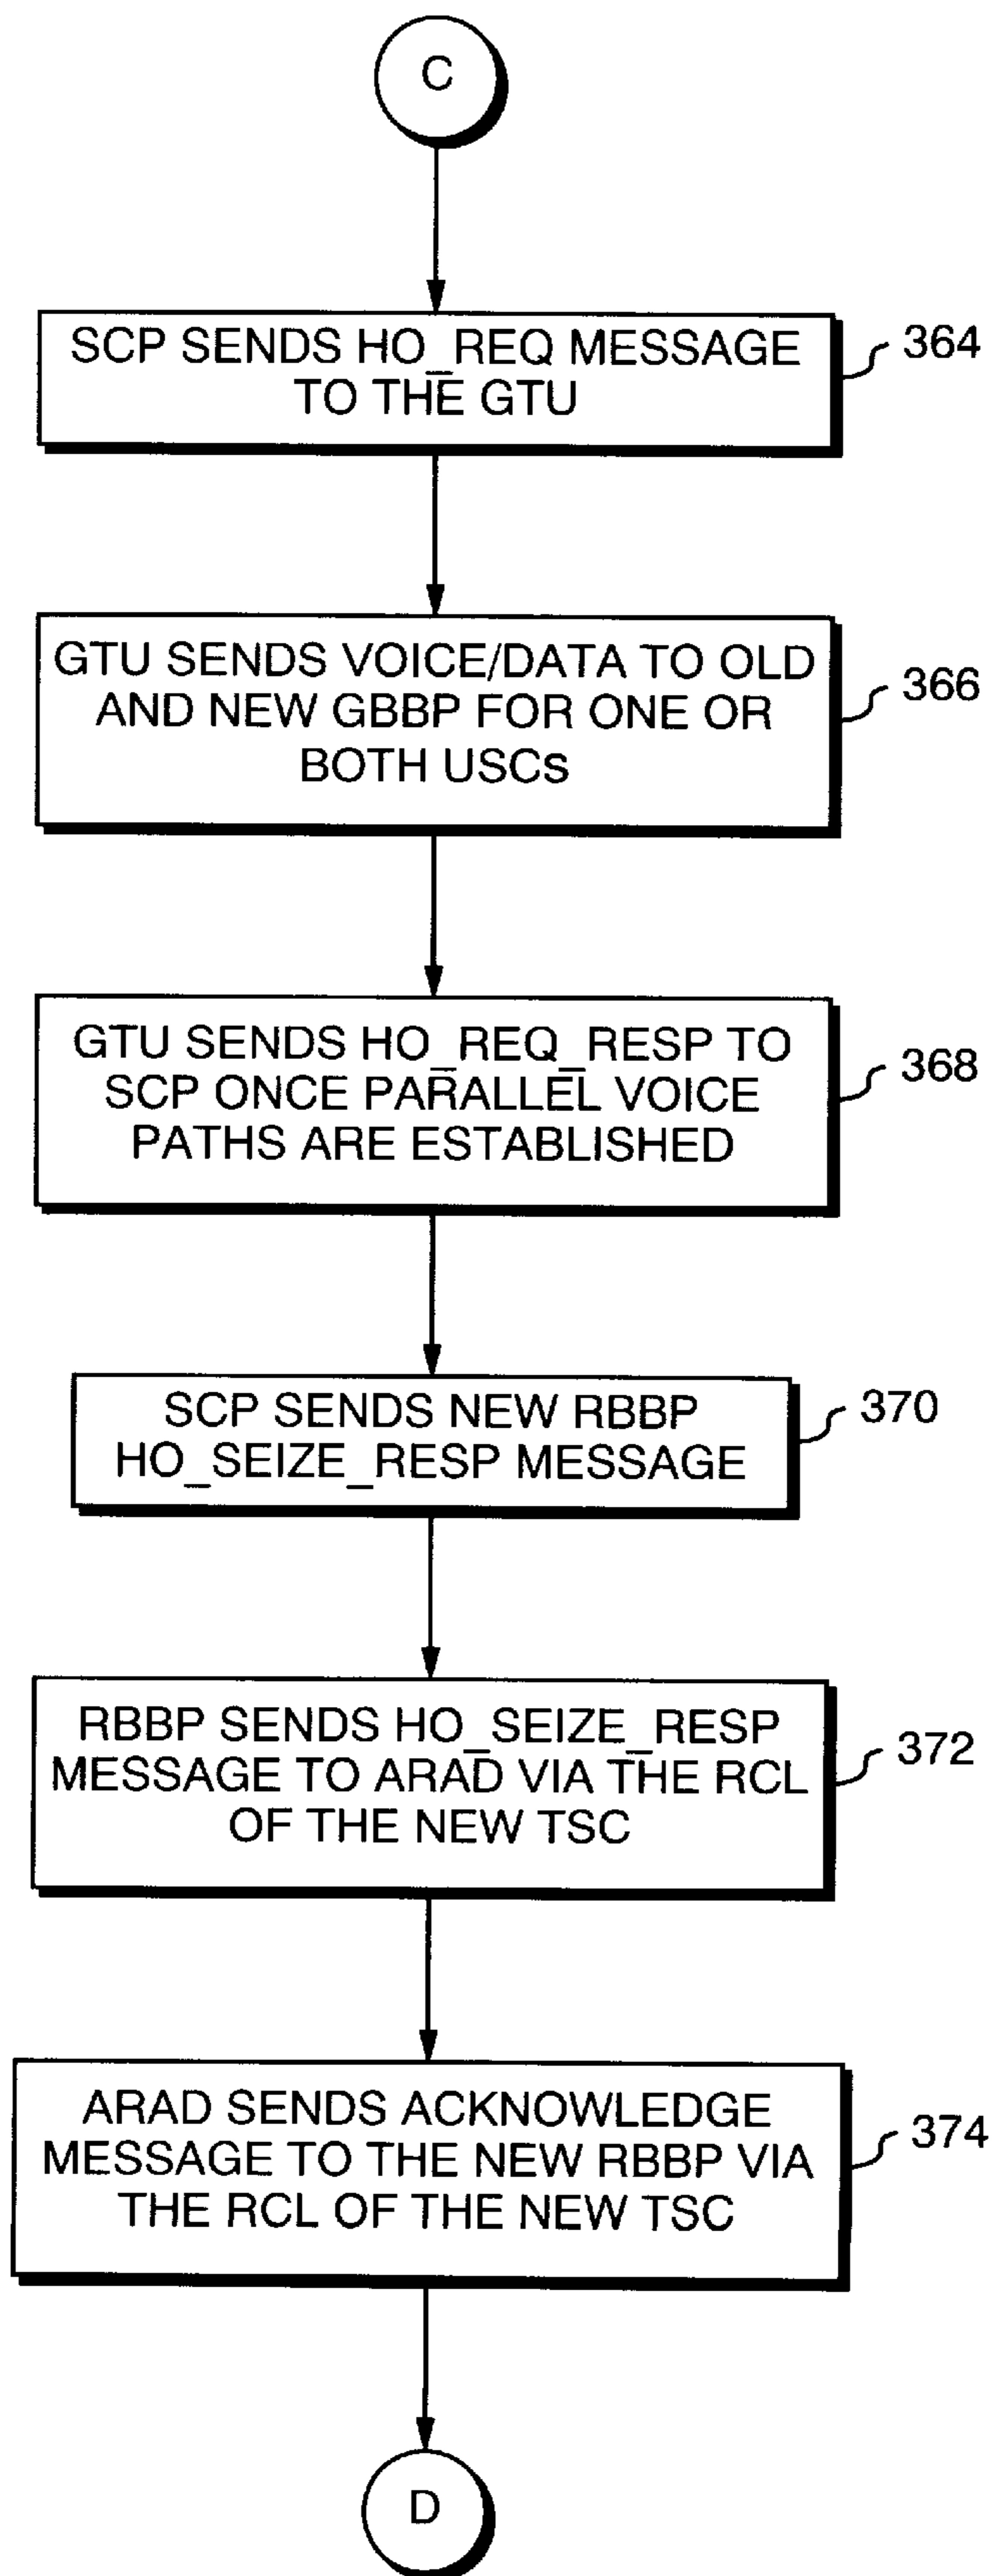 C
SCP SENDS HO_REQ MESSAGE
TO THE GTU
364
GTU SENDS VOICE/DATA TO OLD
AND NEW GBBP FOR ONE OR
BOTH USCs
366
GTU SENDS HO_REQ_RESP TO
SCP ONCE PARALLEL VOICE
PATHS ARE ESTABLISHED
368
SCP SENDS NEW RBBP
HO_SEIZE_RESP MESSAGE
370
RBBP SENDS HO_SEIZE_RESP
MESSAGE TO ARAD VIA THE RCL
OF THE NEW TSC
372
ARAD SENDS ACKNOWLEDGE
MESSAGE TO THE NEW RBBP VIA
THE RCL OF THE NEW TSC
374
D